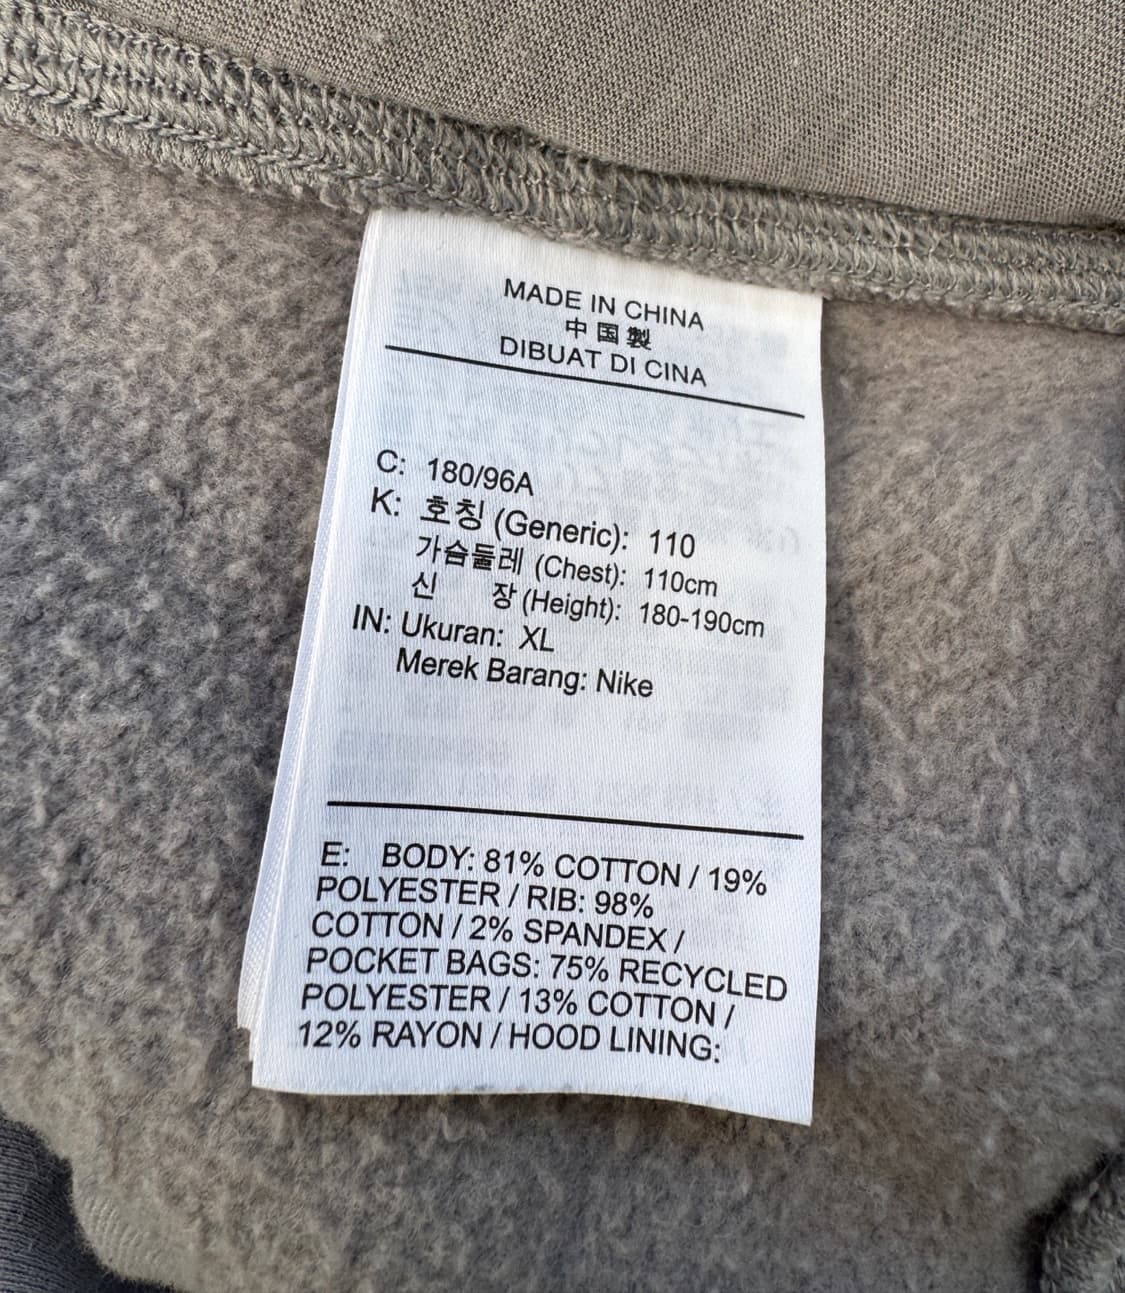 MADE IN CHINA
中国製
DIBUAT DI CINA
C: 180/96A
K: 호칭 (Generic): 110
가슴둘레 (Chest): 110cm
신 장 (Height): 180-190cm
IN: Ukuran: XL
Merek Barang: Nike
E: BODY: 81% COTTON / 19%
POLYESTER / RIB: 98%
COTTON / 2% SPANDEX /
POCKET BAGS: 75% RECYCLED
POLYESTER / 13% COTTON /
12% RAYON / HOOD LINING: